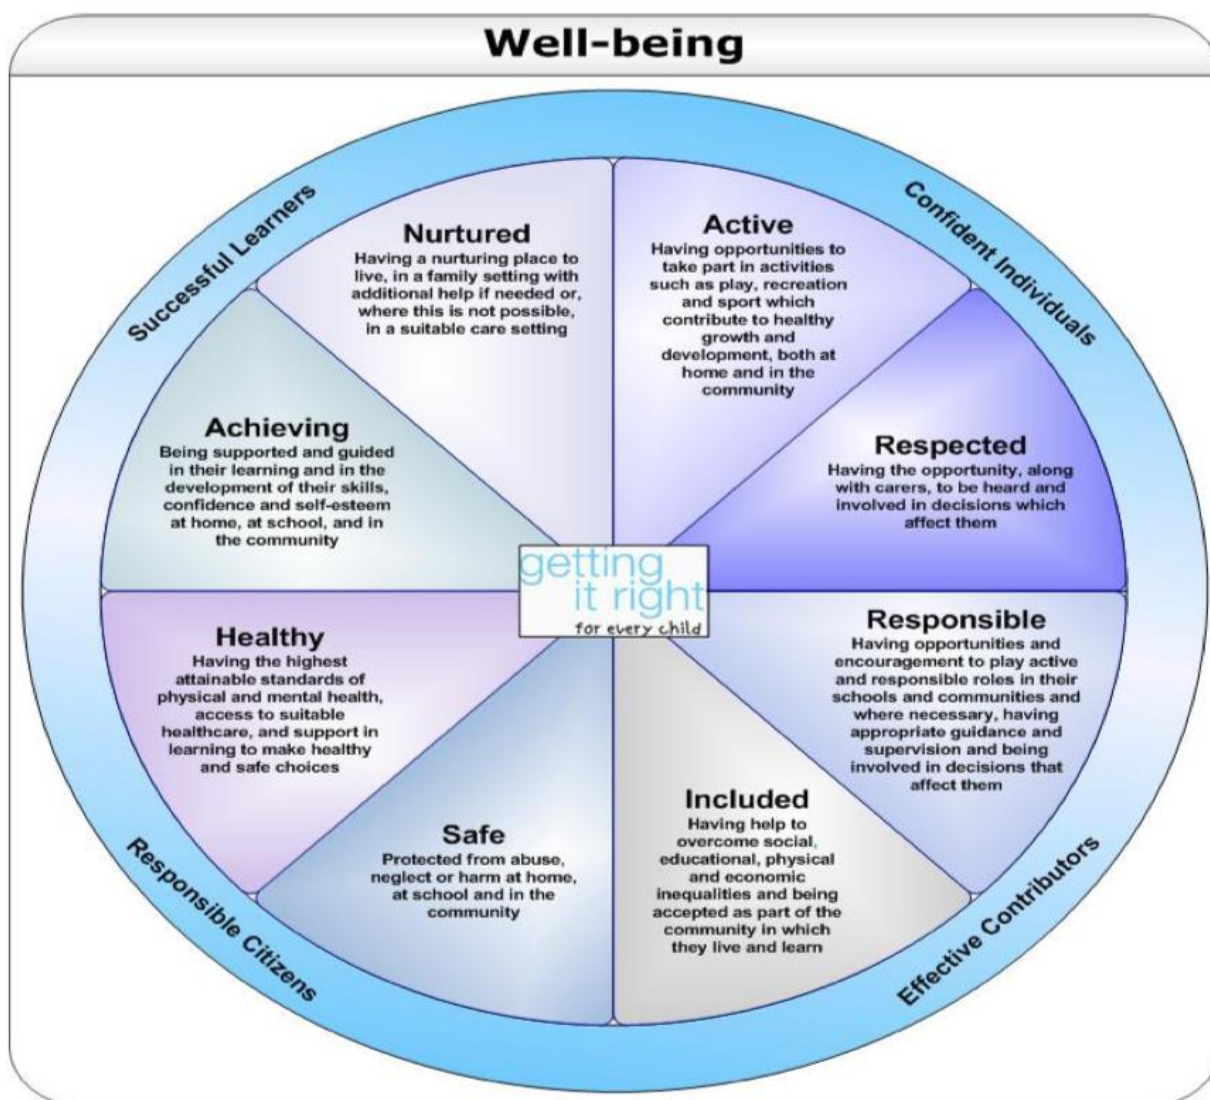 Well-being
Successful Learners
Confident Individuals
Nurtured
Having a nurturing place to
live, in a family setting with
additional help if needed or,
where this is not possible,
in a suitable care setting
Active
Having opportunities to
take part in activities
such as play, recreation
and sport which
contribute to healthy
growth and
development, both at
home and in the
community
Achieving
Being supported and guided
in their learning and in the
development of their skills,
confidence and self-esteem
at home, at school, and in
the community
Respected
Having the opportunity, along
with carers, to be heard and
involved in decisions which
affect them
getting
it right
for every child
Healthy
Having the highest
attainable standards of
physical and mental health,
access to suitable
healthcare, and support in
learning to make healthy
and safe choices
Responsible
Having opportunities and
encouragement to play active
and responsible roles in their
schools and communities and
where necessary, having
appropriate guidance and
supervision and being
involved in decisions that
affect them
Safe
Protected from abuse,
neglect or harm at home,
at school and in the
community
Included
Having help to
overcome social,
educational, physical
and economic
inequalities and being
accepted as part of the
community in which
they live and learn
Responsible Citizens
Effective Contributors